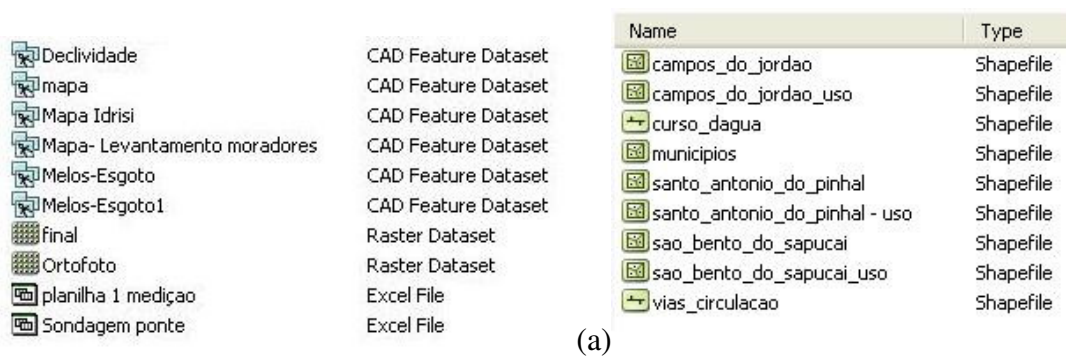 Declividade CAD Feature Dataset
mapa CAD Feature Dataset
Mapa Idrisi CAD Feature Dataset
Mapa- Levantamento moradores CAD Feature Dataset
Melos-Esgoto CAD Feature Dataset
Melos-Esgoto1 CAD Feature Dataset
final Raster Dataset
Ortofoto Raster Dataset
planilha 1 mediçao Excel File
Sondagem ponte Excel File
(a)
Name Type
campos_do_jordao Shapefile
campos_do_jordao_uso Shapefile
curso_dagua Shapefile
municipios Shapefile
santo_antonio_do_pinhal Shapefile
santo_antonio_do_pinhal - uso Shapefile
sao_bento_do_sapucai Shapefile
sao_bento_do_sapucai_uso Shapefile
vias_circulacao Shapefile